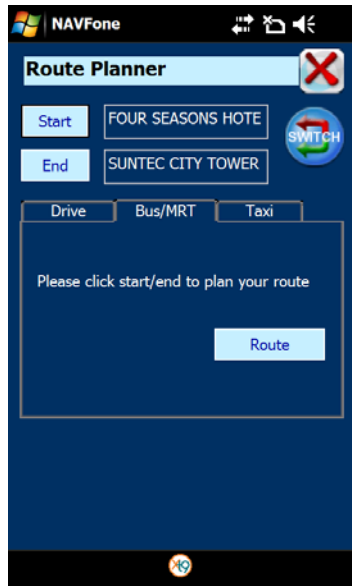 NAVFone
Route Planner
Start
FOUR SEASONS HOTE
SWITCH
End
SUNTEC CITY TOWER
Drive
Bus/MRT
Taxi
Please click start/end to plan your route
Route
xt9